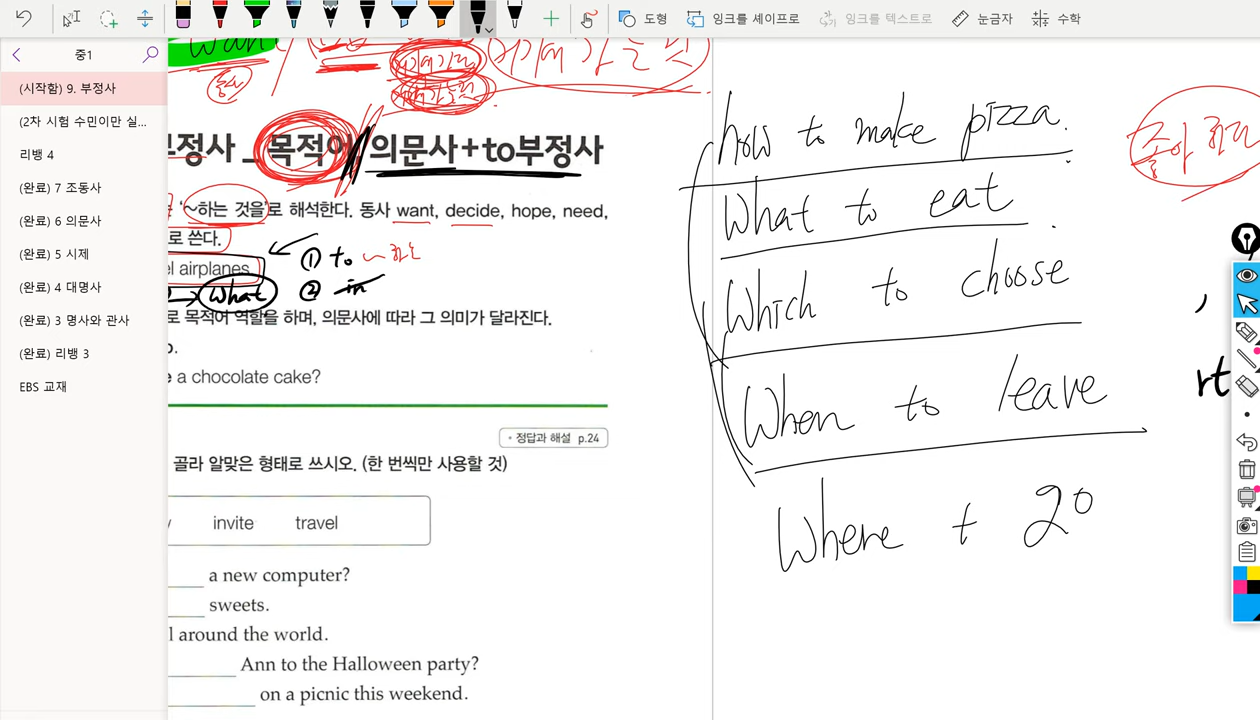 도형
잉크를 셰이프로
잉크를 텍스트로
눈금자
수학
중1
(시작함) 9. 부정사
(2차 시험 수민이만 실...
리뱅 4
(완료) 7 조동사
(완료) 6 의문사
(완료) 5 시제
(완료) 4 대명사
(완료) 3 명사와 관사
(완료) 리뱅 3
EBS 교재
want
부정사 _ 목적어 / 의문사+to부정사
'~하는 것을'로 해석한다. 동사 want, decide, hope, need,
로 쓴다.
el airplanes
① to ~하는
→ What
② in
로 목적어 역할을 하며, 의문사에 따라 그 의미가 달라진다.
o.
e a chocolate cake?
• 정답과 해설 p.24
골라 알맞은 형태로 쓰시오. (한 번씩만 사용할 것)
y invite travel
a new computer?
sweets.
l around the world.
Ann to the Halloween party?
on a picnic this weekend.
how to make pizza.
What to eat
Which to choose
When to leave
Where t 20
좋아한다
rt